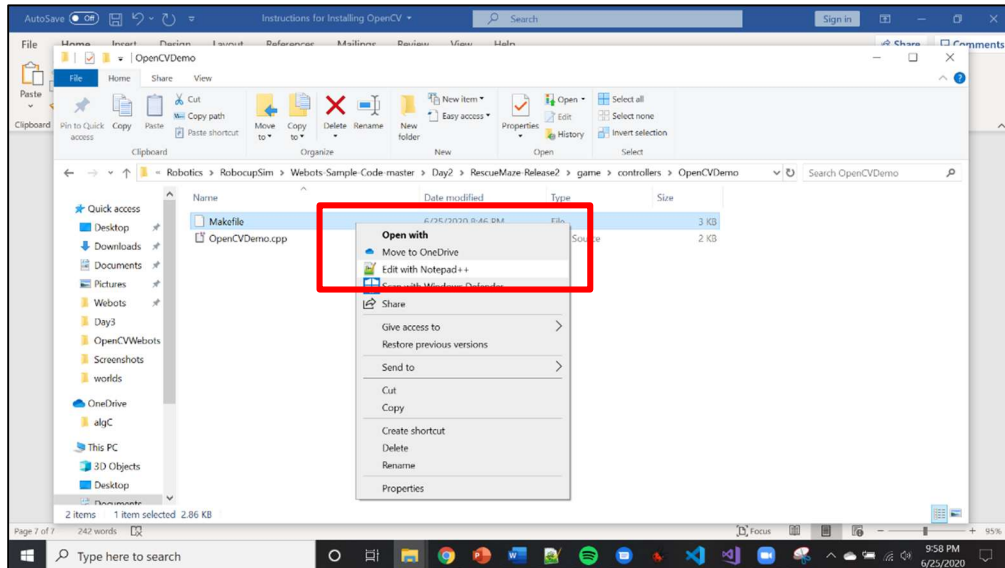 AutoSave Off Instructions for Installing OpenCV Search Sign in
File Home Insert Design Layout References Mailings Review View Help Share Comments
OpenCVDemo
File Home Share View
Paste
Clipboard
Pin to Quick access
Copy
Paste
Cut
Copy path
Paste shortcut
Clipboard
Move to
Copy to
Delete
Rename
Organize
New folder
New item
Easy access
New
Properties
Open
Edit
History
Open
Select all
Select none
Invert selection
Select
« Robotics > RobocupSim > Webots-Sample-Code-master > Day2 > RescueMaze-Release2 > game > controllers > OpenCVDemo
Search OpenCVDemo
Name Date modified Type Size
Makefile 6/25/2020 8:46 PM File 3 KB
OpenCVDemo.cpp Source 2 KB
Quick access
Desktop
Downloads
Documents
Pictures
Webots
Day3
OpenCVWebots
Screenshots
worlds
OneDrive
algC
This PC
3D Objects
Desktop
Documents
Open with
Move to OneDrive
Edit with Notepad++
Scan with Windows Defender
Share
Give access to
Restore previous versions
Send to
Cut
Copy
Create shortcut
Delete
Rename
Properties
2 items 1 item selected 2.86 KB
Page 7 of 7 242 words Focus 95%
Type here to search
9:58 PM
6/25/2020